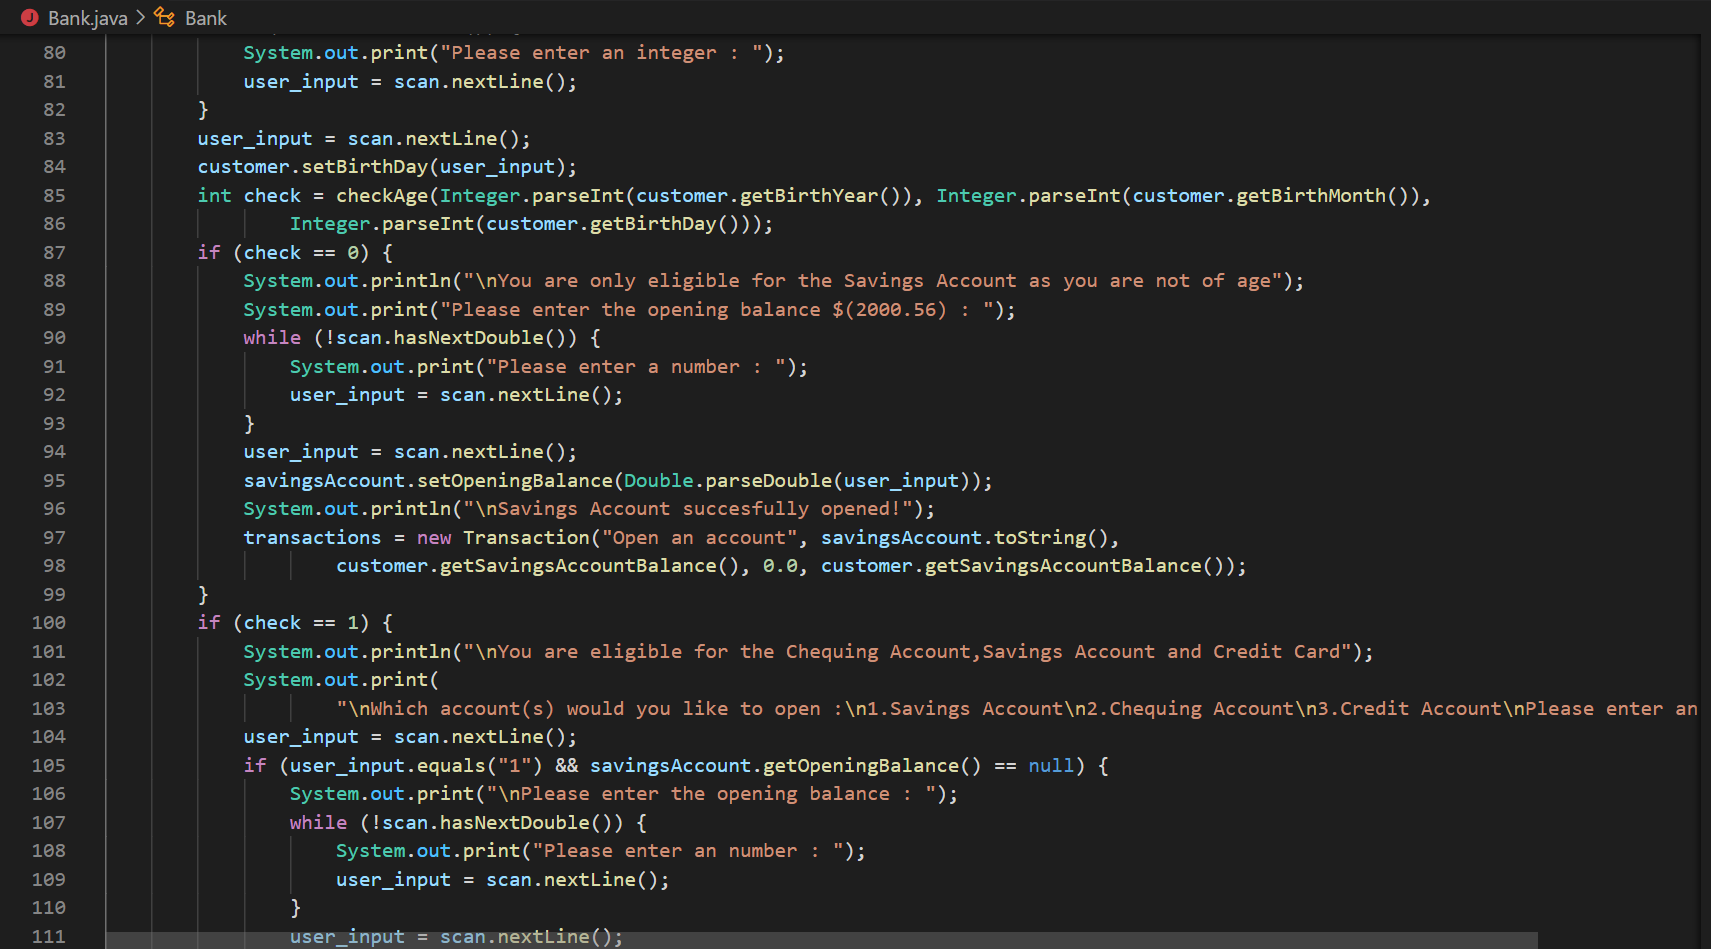 Bank.java > Bank
80 System.out.print("Please enter an integer : ");
81 user_input = scan.nextLine();
82 }
83 user_input = scan.nextLine();
84 customer.setBirthDay(user_input);
85 int check = checkAge(Integer.parseInt(customer.getBirthYear()), Integer.parseInt(customer.getBirthMonth()),
86 Integer.parseInt(customer.getBirthDay()));
87 if (check == 0) {
88 System.out.println("\nYou are only eligible for the Savings Account as you are not of age");
89 System.out.print("Please enter the opening balance $(2000.56) : ");
90 while (!scan.hasNextDouble()) {
91 System.out.print("Please enter a number : ");
92 user_input = scan.nextLine();
93 }
94 user_input = scan.nextLine();
95 savingsAccount.setOpeningBalance(Double.parseDouble(user_input));
96 System.out.println("\nSavings Account succesfully opened!");
97 transactions = new Transaction("Open an account", savingsAccount.toString(),
98 customer.getSavingsAccountBalance(), 0.0, customer.getSavingsAccountBalance());
99 }
100 if (check == 1) {
101 System.out.println("\nYou are eligible for the Chequing Account,Savings Account and Credit Card");
102 System.out.print(
103 "\nWhich account(s) would you like to open :\n1.Savings Account\n2.Chequing Account\n3.Credit Account\nPlease enter an
104 user_input = scan.nextLine();
105 if (user_input.equals("1") && savingsAccount.getOpeningBalance() == null) {
106 System.out.print("\nPlease enter the opening balance : ");
107 while (!scan.hasNextDouble()) {
108 System.out.print("Please enter an number : ");
109 user_input = scan.nextLine();
110 }
111 user_input = scan.nextLine();